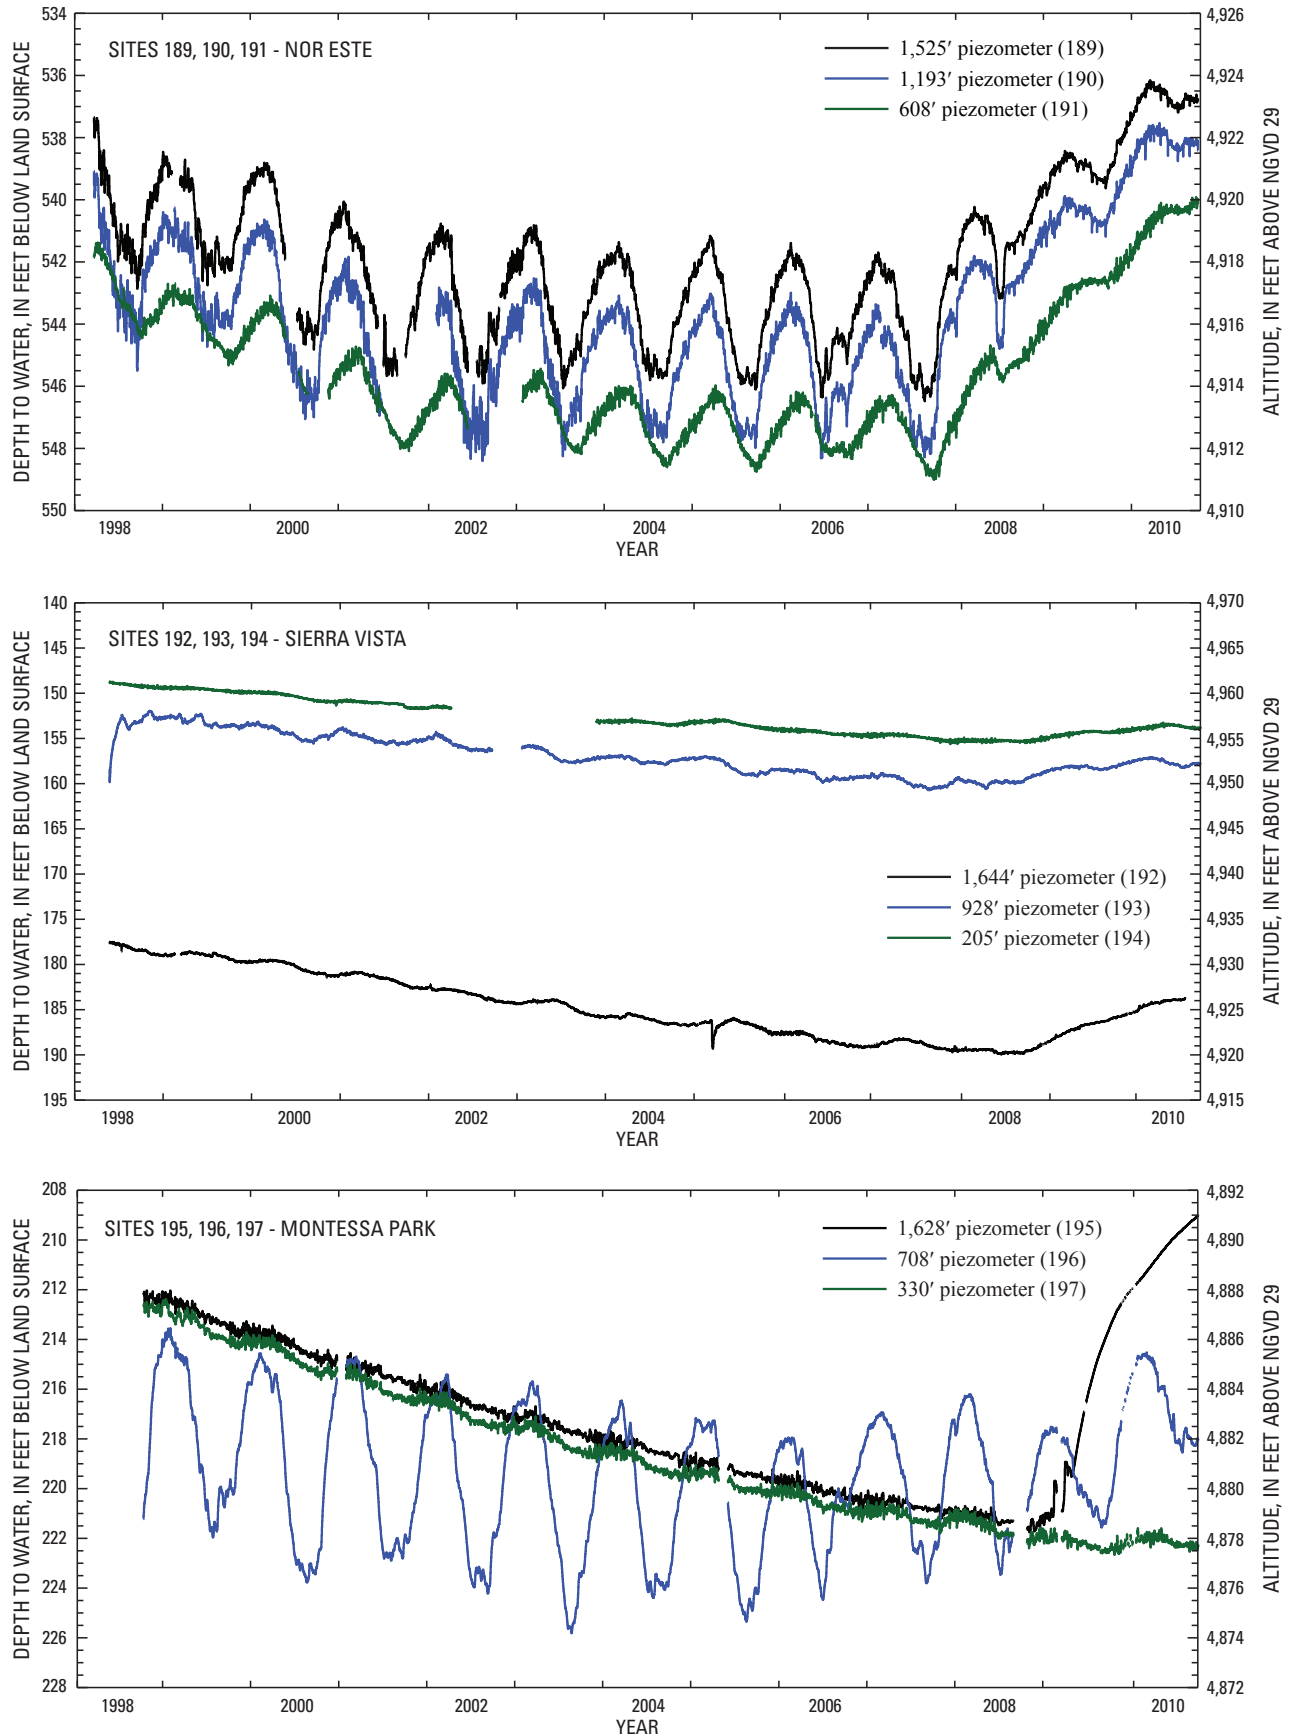 SITES 189, 190, 191 - NOR ESTE
1,525′ piezometer (189)
1,193′ piezometer (190)
608′ piezometer (191)
DEPTH TO WATER, IN FEET BELOW LAND SURFACE
534
536
538
540
542
544
546
548
550
4,926
4,924
4,922
4,920
4,918
4,916
4,914
4,912
4,910
ALTITUDE, IN FEET ABOVE NGVD 29
1998 2000 2002 2004 2006 2008 2010
YEAR
SITES 192, 193, 194 - SIERRA VISTA
1,644′ piezometer (192)
928′ piezometer (193)
205′ piezometer (194)
DEPTH TO WATER, IN FEET BELOW LAND SURFACE
140
145
150
155
160
165
170
175
180
185
190
195
4,970
4,965
4,960
4,955
4,950
4,945
4,940
4,935
4,930
4,925
4,920
4,915
ALTITUDE, IN FEET ABOVE NGVD 29
1998 2000 2002 2004 2006 2008 2010
YEAR
SITES 195, 196, 197 - MONTESSA PARK
1,628′ piezometer (195)
708′ piezometer (196)
330′ piezometer (197)
DEPTH TO WATER, IN FEET BELOW LAND SURFACE
208
210
212
214
216
218
220
222
224
226
228
4,892
4,890
4,888
4,886
4,884
4,882
4,880
4,878
4,876
4,874
4,872
ALTITUDE, IN FEET ABOVE NGVD 29
1998 2000 2002 2004 2006 2008 2010
YEAR